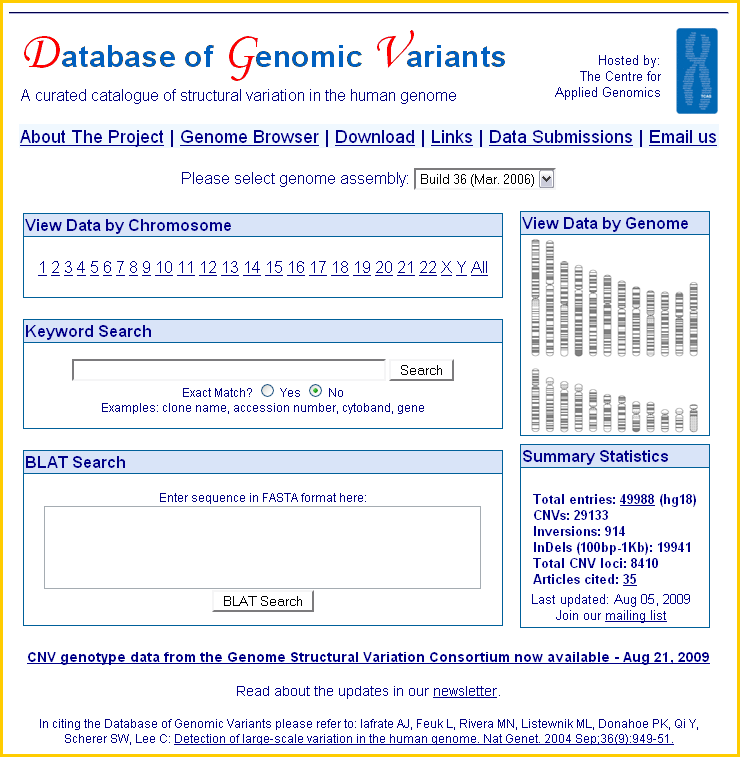 Database of Genomic Variants
A curated catalogue of structural variation in the human genome
Hosted by:
The Centre for
Applied Genomics
TCAG
About The Project | Genome Browser | Download | Links | Data Submissions | Email us
Please select genome assembly: Build 36 (Mar. 2006)
View Data by Chromosome
1 2 3 4 5 6 7 8 9 10 11 12 13 14 15 16 17 18 19 20 21 22 X Y All
Keyword Search
Search
Exact Match? Yes No
Examples: clone name, accession number, cytoband, gene
BLAT Search
Enter sequence in FASTA format here:
BLAT Search
View Data by Genome
Summary Statistics
Total entries: 49988 (hg18)
CNVs: 29133
Inversions: 914
InDels (100bp-1Kb): 19941
Total CNV loci: 8410
Articles cited: 35
Last updated: Aug 05, 2009
Join our mailing list
CNV genotype data from the Genome Structural Variation Consortium now available - Aug 21, 2009
Read about the updates in our newsletter.
In citing the Database of Genomic Variants please refer to: Iafrate AJ, Feuk L, Rivera MN, Listewnik ML, Donahoe PK, Qi Y,
Scherer SW, Lee C: Detection of large-scale variation in the human genome. Nat Genet. 2004 Sep;36(9):949-51.